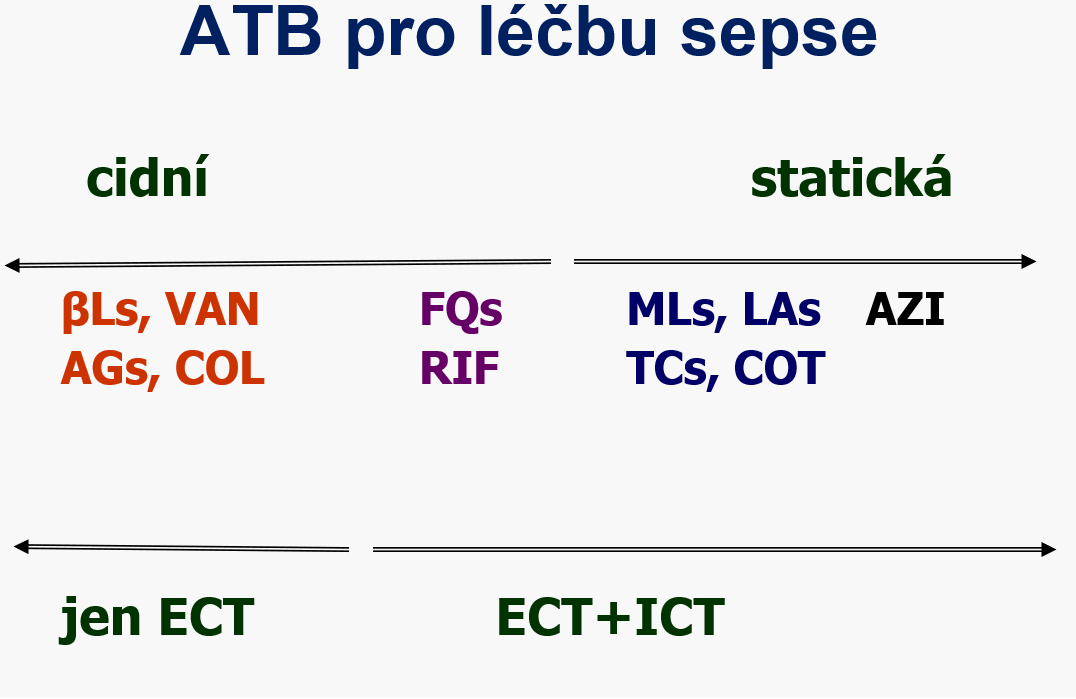 ATB pro léčbu sepse
cidní statická
βLs, VAN FQs MLs, LAs AZI
AGs, COL RIF TCs, COT
jen ECT ECT+ICT